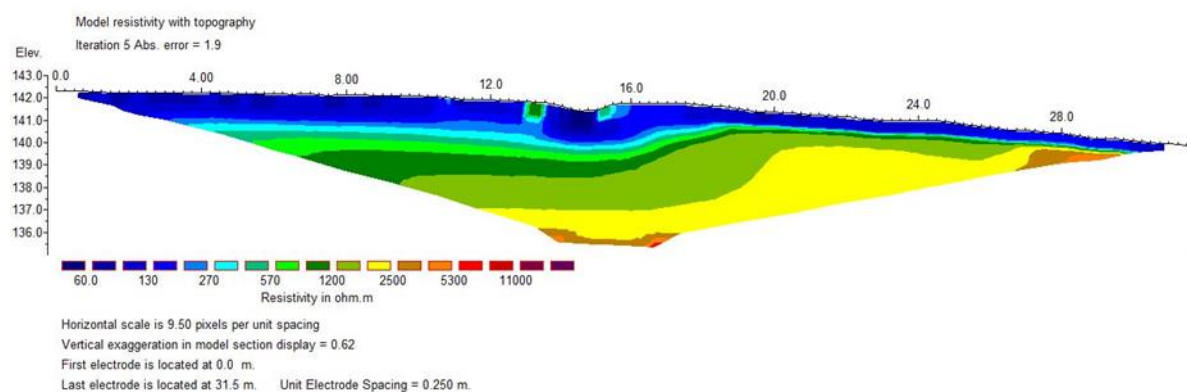 Model resistivity with topography
Iteration 5 Abs. error = 1.9
Elev.
143.0 0.0 4.00 8.00 12.0 16.0 20.0 24.0 28.0
142.0
141.0
140.0
139.0
138.0
137.0
136.0
60.0 130 270 570 1200 2500 5300 11000
Resistivity in ohm.m
Horizontal scale is 9.50 pixels per unit spacing
Vertical exaggeration in model section display = 0.62
First electrode is located at 0.0 m.
Last electrode is located at 31.5 m. Unit Electrode Spacing = 0.250 m.